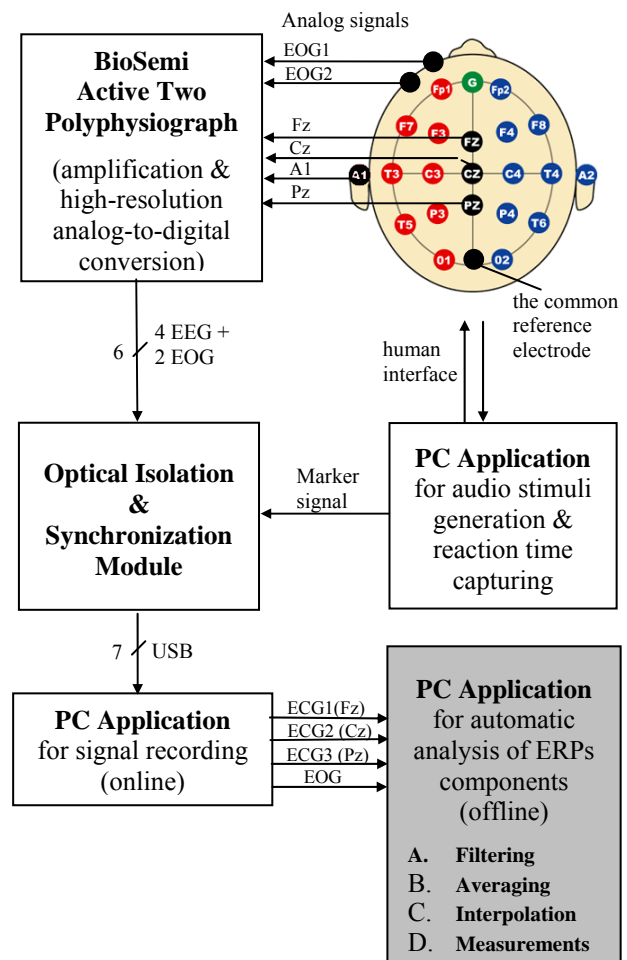 Analog signals
BioSemi
Active Two
Polyphysiograph
(amplification &
high-resolution
analog-to-digital
conversion)
EOG1
EOG2
Fz
Cz
A1
Pz
G
Fp1
Fp2
F7
F3
FZ
F4
F8
A1
T3
C3
CZ
C4
T4
A2
T5
P3
PZ
P4
T6
01
02
the common
reference
electrode
6
4 EEG +
2 EOG
human
interface
Optical Isolation
&
Synchronization
Module
Marker
signal
PC Application
for audio stimuli
generation &
reaction time
capturing
7
USB
PC Application
for signal recording
(online)
ECG1(Fz)
ECG2 (Cz)
ECG3 (Pz)
EOG
PC Application
for automatic
analysis of ERPs
components
(offline)
A. Filtering
B. Averaging
C. Interpolation
D. Measurements